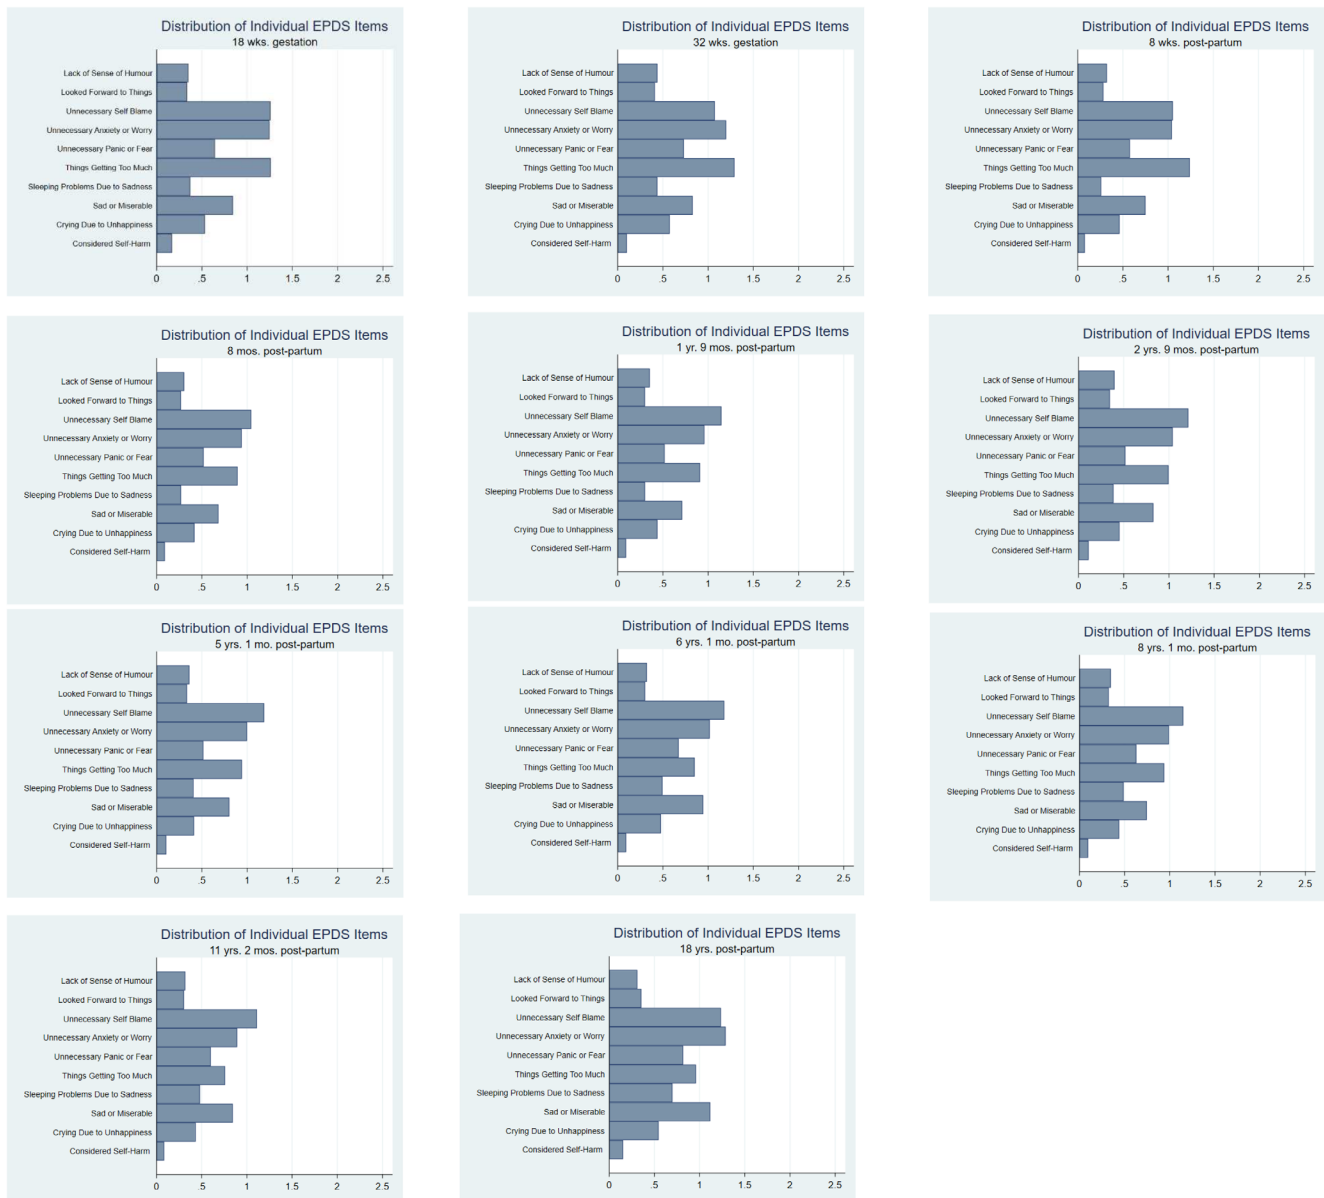 Distribution of Individual EPDS Items
18 wks. gestation
Lack of Sense of Humour
Looked Forward to Things
Unnecessary Self Blame
Unnecessary Anxiety or Worry
Unnecessary Panic or Fear
Things Getting Too Much
Sleeping Problems Due to Sadness
Sad or Miserable
Crying Due to Unhappiness
Considered Self-Harm
0 .5 1 1.5 2 2.5
Distribution of Individual EPDS Items
32 wks. gestation
Lack of Sense of Humour
Looked Forward to Things
Unnecessary Self Blame
Unnecessary Anxiety or Worry
Unnecessary Panic or Fear
Things Getting Too Much
Sleeping Problems Due to Sadness
Sad or Miserable
Crying Due to Unhappiness
Considered Self-Harm
0 .5 1 1.5 2 2.5
Distribution of Individual EPDS Items
8 wks. post-partum
Lack of Sense of Humour
Looked Forward to Things
Unnecessary Self Blame
Unnecessary Anxiety or Worry
Unnecessary Panic or Fear
Things Getting Too Much
Sleeping Problems Due to Sadness
Sad or Miserable
Crying Due to Unhappiness
Considered Self-Harm
0 .5 1 1.5 2 2.5
Distribution of Individual EPDS Items
8 mos. post-partum
Lack of Sense of Humour
Looked Forward to Things
Unnecessary Self Blame
Unnecessary Anxiety or Worry
Unnecessary Panic or Fear
Things Getting Too Much
Sleeping Problems Due to Sadness
Sad or Miserable
Crying Due to Unhappiness
Considered Self-Harm
0 .5 1 1.5 2 2.5
Distribution of Individual EPDS Items
1 yr. 9 mos. post-partum
Lack of Sense of Humour
Looked Forward to Things
Unnecessary Self Blame
Unnecessary Anxiety or Worry
Unnecessary Panic or Fear
Things Getting Too Much
Sleeping Problems Due to Sadness
Sad or Miserable
Crying Due to Unhappiness
Considered Self-Harm
0 .5 1 1.5 2 2.5
Distribution of Individual EPDS Items
2 yrs. 9 mos. post-partum
Lack of Sense of Humour
Looked Forward to Things
Unnecessary Self Blame
Unnecessary Anxiety or Worry
Unnecessary Panic or Fear
Things Getting Too Much
Sleeping Problems Due to Sadness
Sad or Miserable
Crying Due to Unhappiness
Considered Self-Harm
0 .5 1 1.5 2 2.5
Distribution of Individual EPDS Items
5 yrs. 1 mo. post-partum
Lack of Sense of Humour
Looked Forward to Things
Unnecessary Self Blame
Unnecessary Anxiety or Worry
Unnecessary Panic or Fear
Things Getting Too Much
Sleeping Problems Due to Sadness
Sad or Miserable
Crying Due to Unhappiness
Considered Self-Harm
0 .5 1 1.5 2 2.5
Distribution of Individual EPDS Items
6 yrs. 1 mo. post-partum
Lack of Sense of Humour
Looked Forward to Things
Unnecessary Self Blame
Unnecessary Anxiety or Worry
Unnecessary Panic or Fear
Things Getting Too Much
Sleeping Problems Due to Sadness
Sad or Miserable
Crying Due to Unhappiness
Considered Self-Harm
0 .5 1 1.5 2 2.5
Distribution of Individual EPDS Items
8 yrs. 1 mo. post-partum
Lack of Sense of Humour
Looked Forward to Things
Unnecessary Self Blame
Unnecessary Anxiety or Worry
Unnecessary Panic or Fear
Things Getting Too Much
Sleeping Problems Due to Sadness
Sad or Miserable
Crying Due to Unhappiness
Considered Self-Harm
0 .5 1 1.5 2 2.5
Distribution of Individual EPDS Items
11 yrs. 2 mos. post-partum
Lack of Sense of Humour
Looked Forward to Things
Unnecessary Self Blame
Unnecessary Anxiety or Worry
Unnecessary Panic or Fear
Things Getting Too Much
Sleeping Problems Due to Sadness
Sad or Miserable
Crying Due to Unhappiness
Considered Self-Harm
0 .5 1 1.5 2 2.5
Distribution of Individual EPDS Items
18 yrs. post-partum
Lack of Sense of Humour
Looked Forward to Things
Unnecessary Self Blame
Unnecessary Anxiety or Worry
Unnecessary Panic or Fear
Things Getting Too Much
Sleeping Problems Due to Sadness
Sad or Miserable
Crying Due to Unhappiness
Considered Self-Harm
0 .5 1 1.5 2 2.5